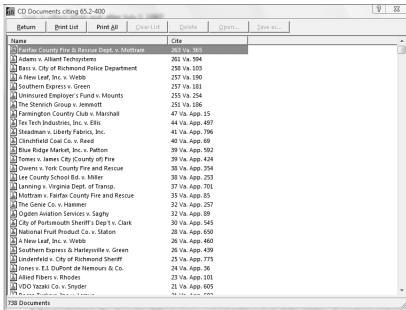 CD Documents citing 65.2-400
Return Print List Print All Clear List Delete Open... Save as...
Name Cite
Fairfax County Fire & Rescue Dept. v. Mottram 263 Va. 365
Adams v. Alliant Techsystems 261 Va. 594
Bass v. City of Richmond Police Department 258 Va. 103
A New Leaf, Inc. v. Webb 257 Va. 190
Southern Express v. Green 257 Va. 181
Uninsured Employer's Fund v. Mounts 255 Va. 254
The Stenrich Group v. Jemmott 251 Va. 186
Farmington Country Club v. Marshall 47 Va. App. 15
Tex Tech Industries, Inc. v. Ellis 44 Va. App. 497
Steadman v. Liberty Fabrics, Inc. 41 Va. App. 796
Clinchfield Coal Co. v. Reed 40 Va. App. 69
Blue Ridge Market, Inc. v. Patton 39 Va. App. 592
Tomes v. James City (County of) Fire 39 Va. App. 424
Owens v. York County Fire and Rescue 38 Va. App. 354
Lee County School Bd. v. Miller 38 Va. App. 253
Lanning v. Virginia Dept. of Transp. 37 Va. App. 701
Mottram v. Fairfax County Fire and Rescue 35 Va. App. 85
The Genie Co. v. Hammer 32 Va. App. 257
Ogden Aviation Services v. Saghy 32 Va. App. 89
City of Portsmouth Sheriff's Dep't v. Clark 30 Va. App. 545
National Fruit Product Co. v. Staton 28 Va. App. 650
A New Leaf, Inc. v. Webb 26 Va. App. 460
Southern Express & Harleysville v. Green 26 Va. App. 439
Lindenfeld v. City of Richmond Sheriff 25 Va. App. 775
Jones v. E.I. DuPont de Nemours & Co. 24 Va. App. 36
Allied Fibers v. Rhodes 23 Va. App. 101
VDO Yazaki Co. v. Snyder 21 Va. App. 605
21 Va. App.
738 Documents